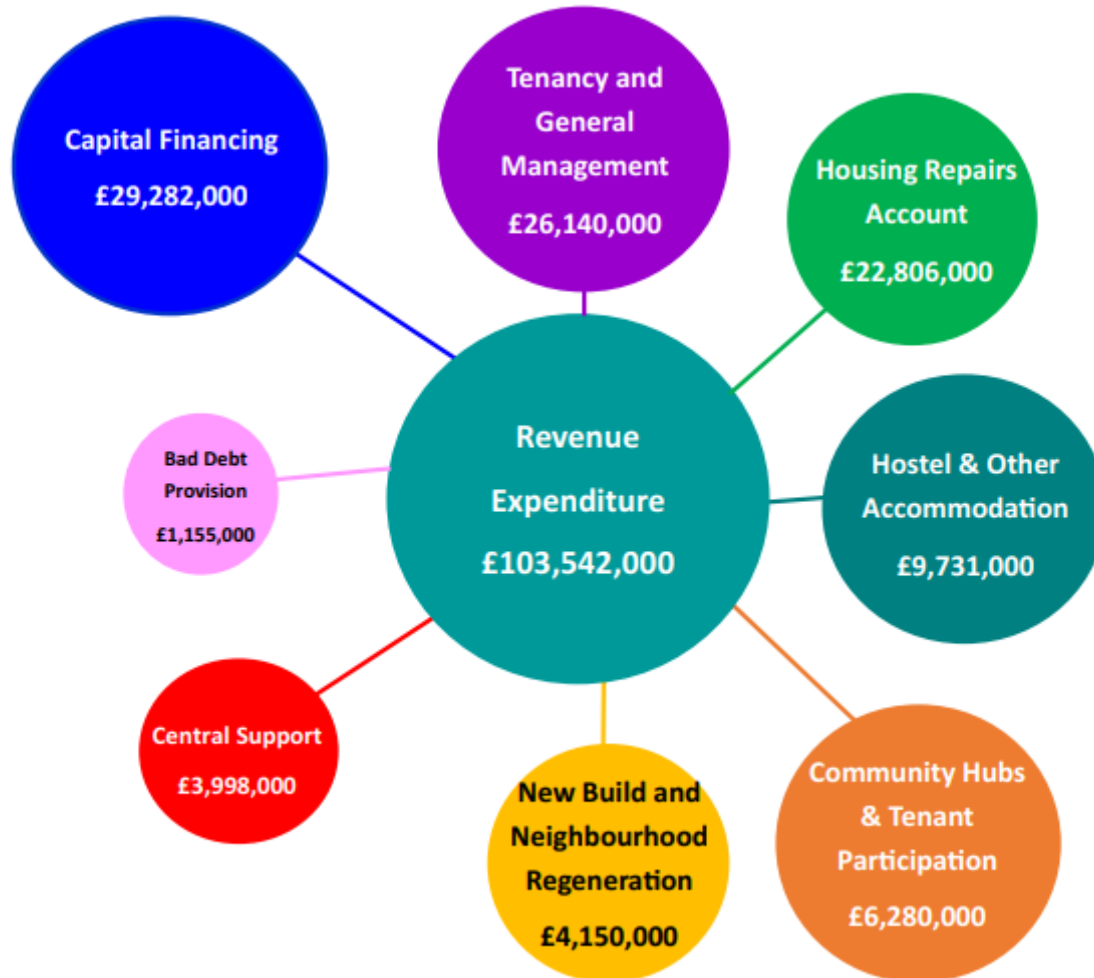 Capital Financing
£29,282,000
Tenancy and
General
Management
£26,140,000
Housing Repairs
Account
£22,806,000
Revenue
Expenditure
£103,542,000
Hostel & Other
Accommodation
£9,731,000
Bad Debt
Provision
£1,155,000
Central Support
£3,998,000
New Build and
Neighbourhood
Regeneration
£4,150,000
Community Hubs
& Tenant
Participation
£6,280,000